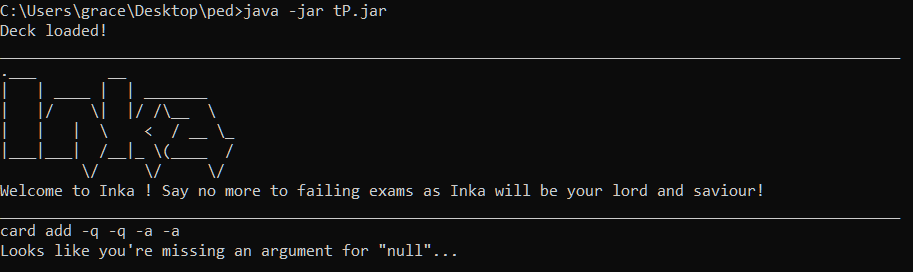 C:\Users\grace\Desktop\ped>java -jar tP.jar
Deck loaded!
Inka
Welcome to Inka ! Say no more to failing exams as Inka will be your lord and saviour!
card add -q -q -a -a
Looks like you're missing an argument for "null"...